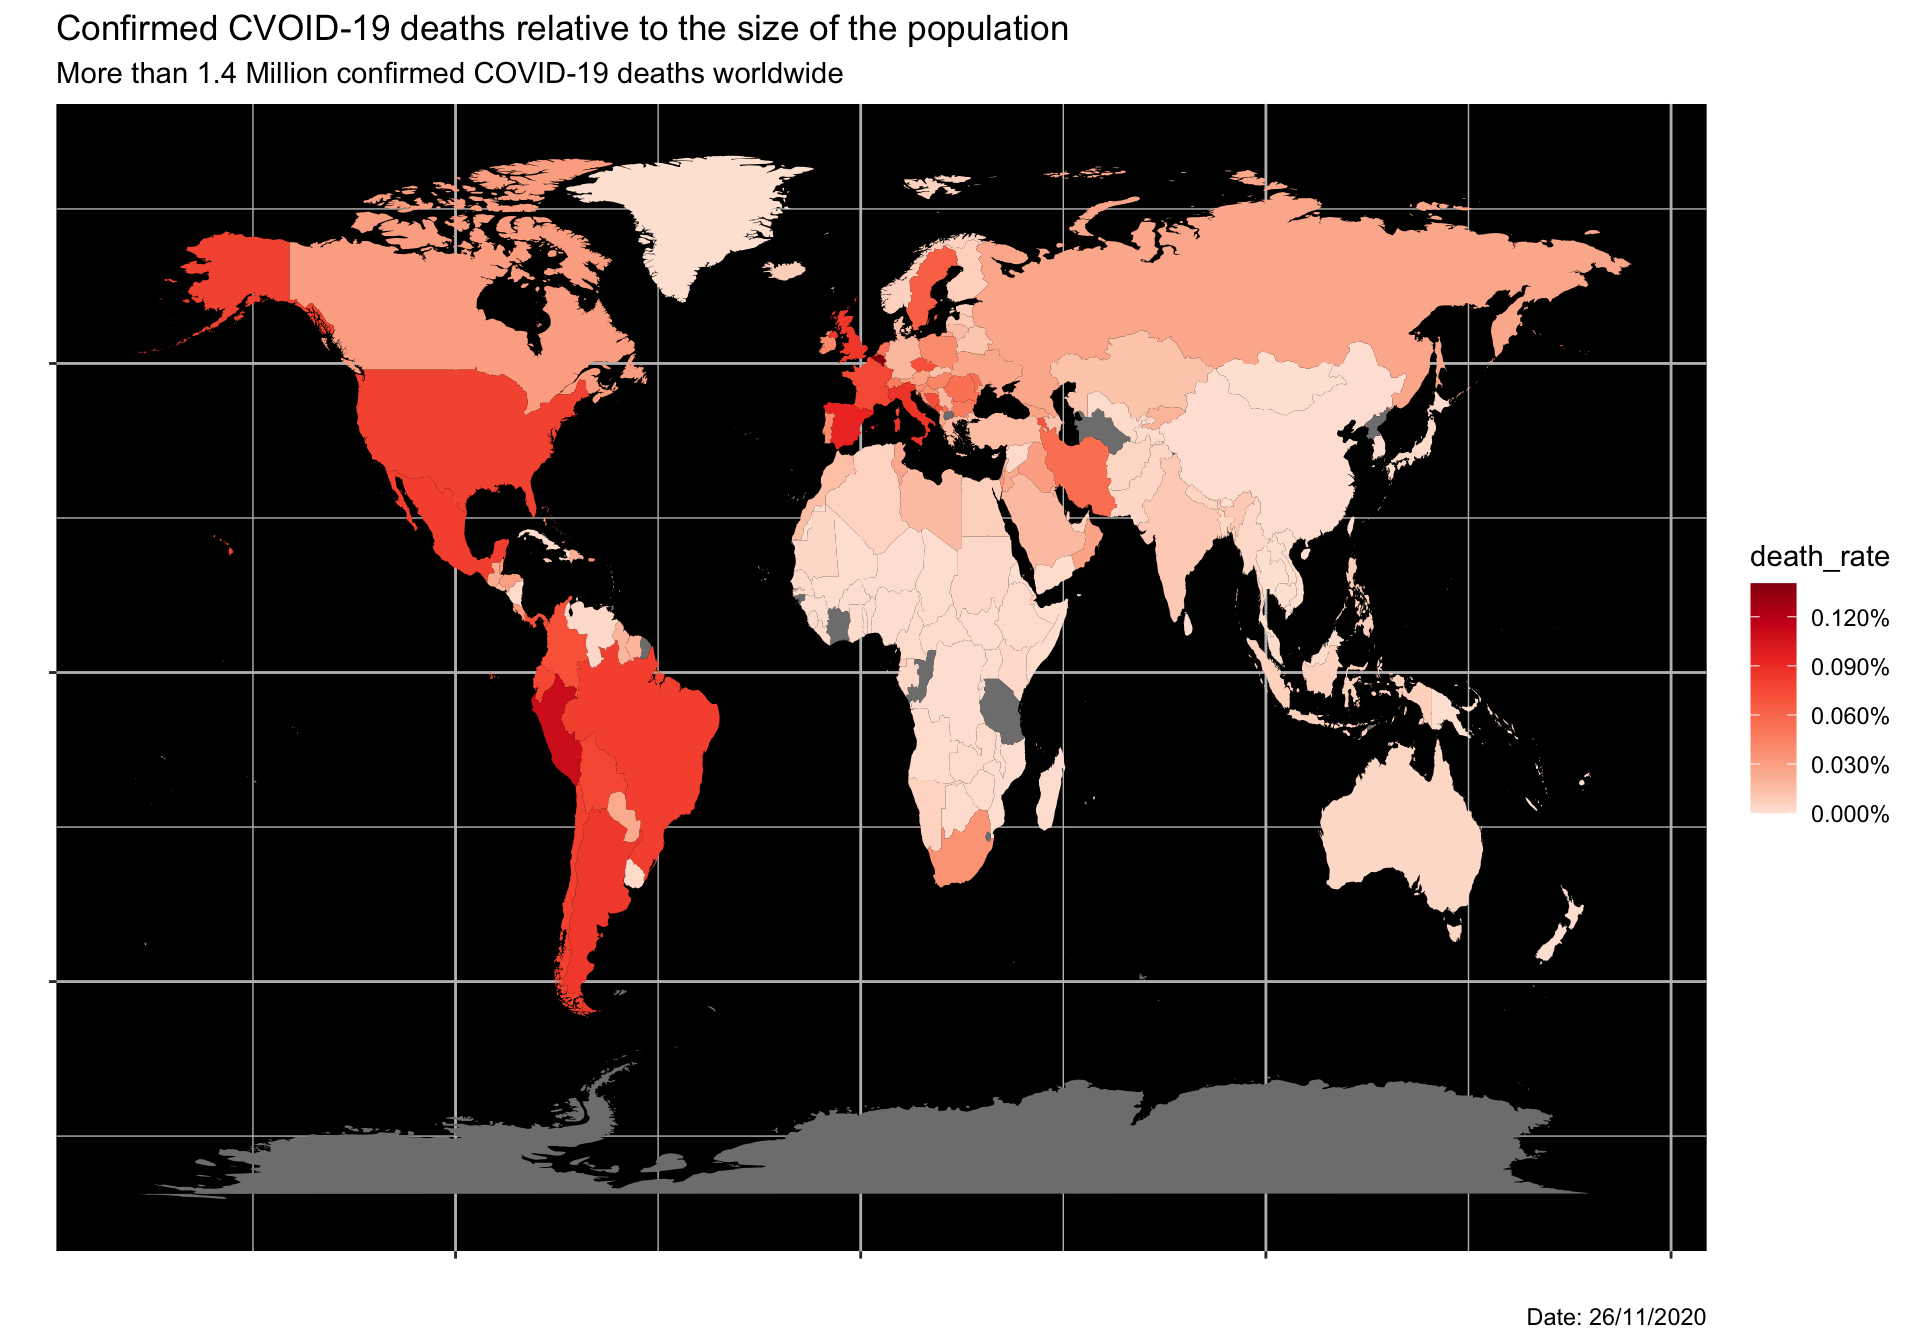 Confirmed CVOID-19 deaths relative to the size of the population
More than 1.4 Million confirmed COVID-19 deaths worldwide
death_rate
0.120%
0.090%
0.060%
0.030%
0.000%
Date: 26/11/2020